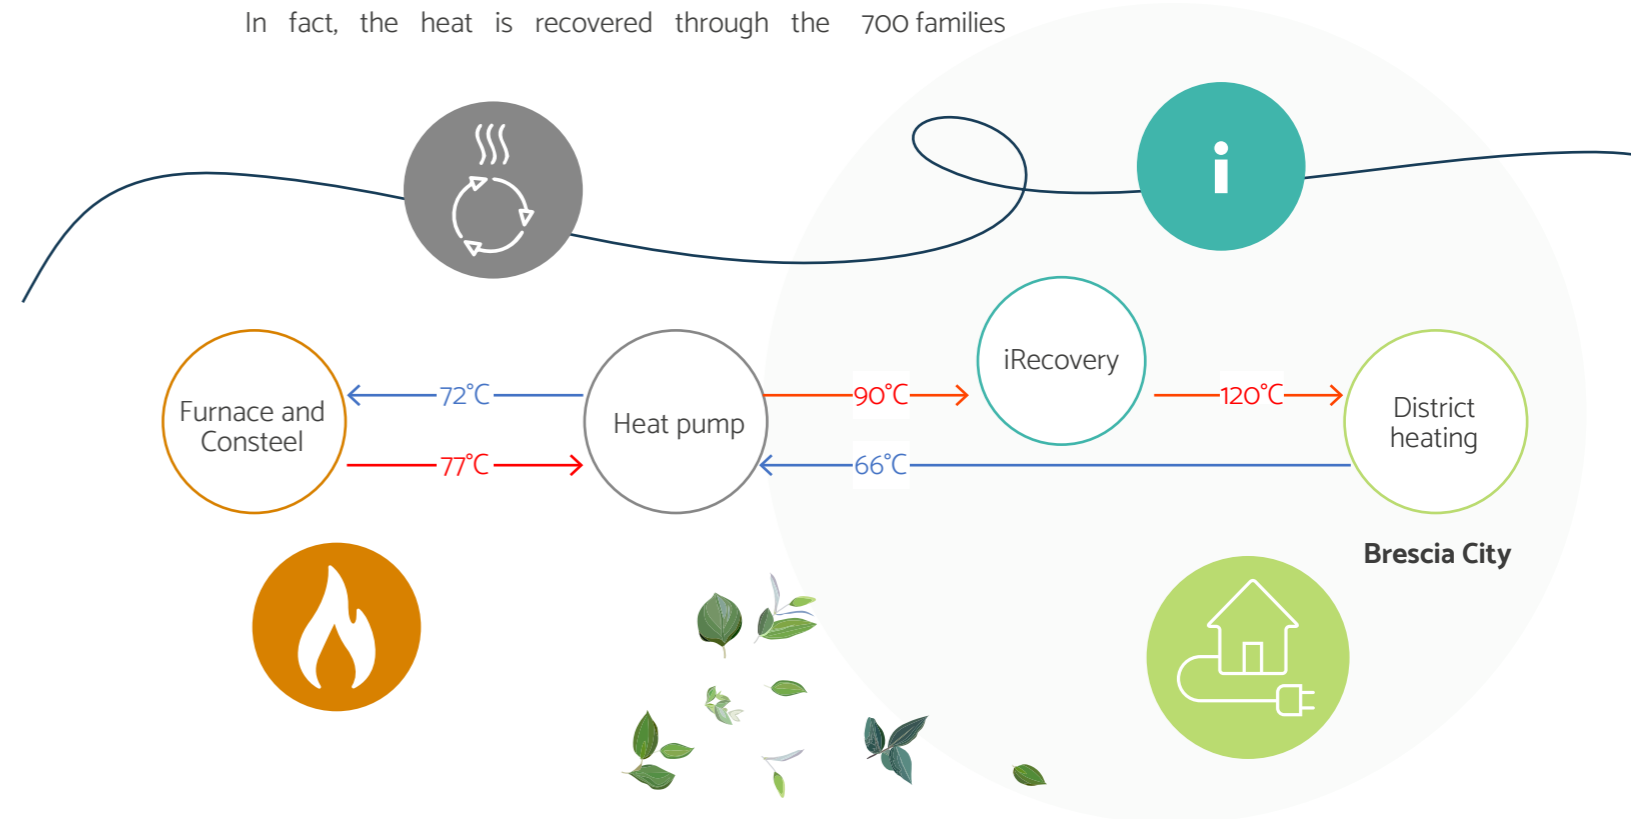 In fact, the heat is recovered through the 700 families
i
iRecovery
72°C
90°C
120°C
Furnace and
Consteel
Heat pump
District
heating
77°C
66°C
Brescia City